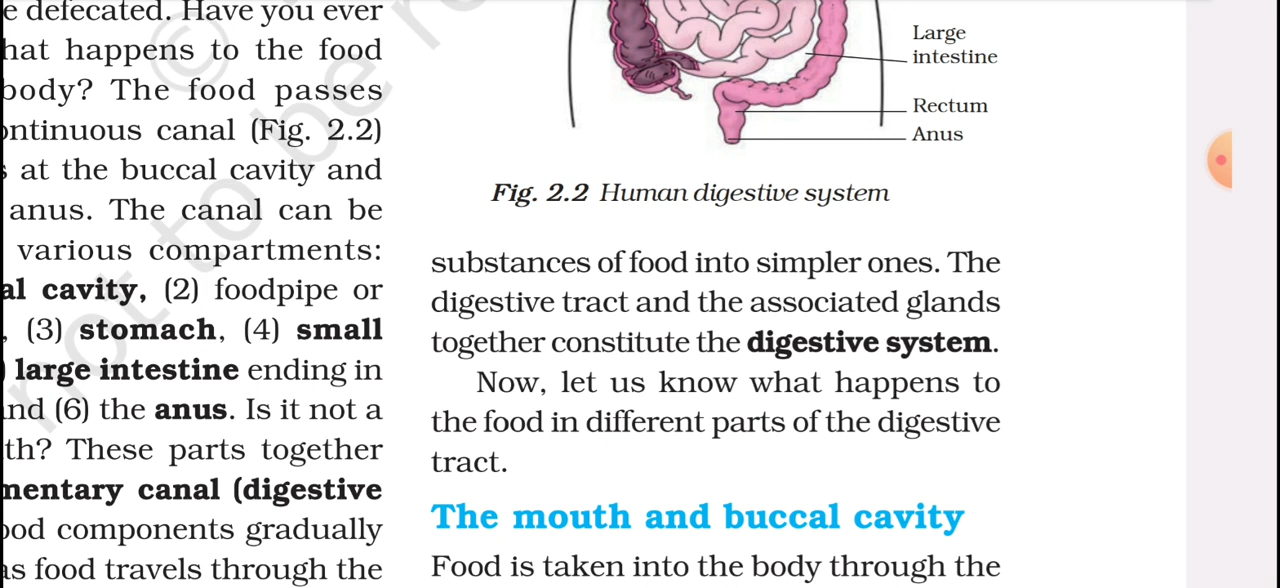 e defecated. Have you ever
hat happens to the food
body? The food passes
ontinuous canal (Fig. 2.2)
s at the buccal cavity and
anus. The canal can be
various compartments:
al cavity, (2) foodpipe or
, (3) stomach, (4) small
) large intestine ending in
nd (6) the anus. Is it not a
th? These parts together
mentary canal (digestive
ood components gradually
as food travels through the
Large
intestine
Rectum
Anus
Fig. 2.2 Human digestive system
substances of food into simpler ones. The
digestive tract and the associated glands
together constitute the digestive system.
Now, let us know what happens to
the food in different parts of the digestive
tract.
The mouth and buccal cavity
Food is taken into the body through the
©
not to be r